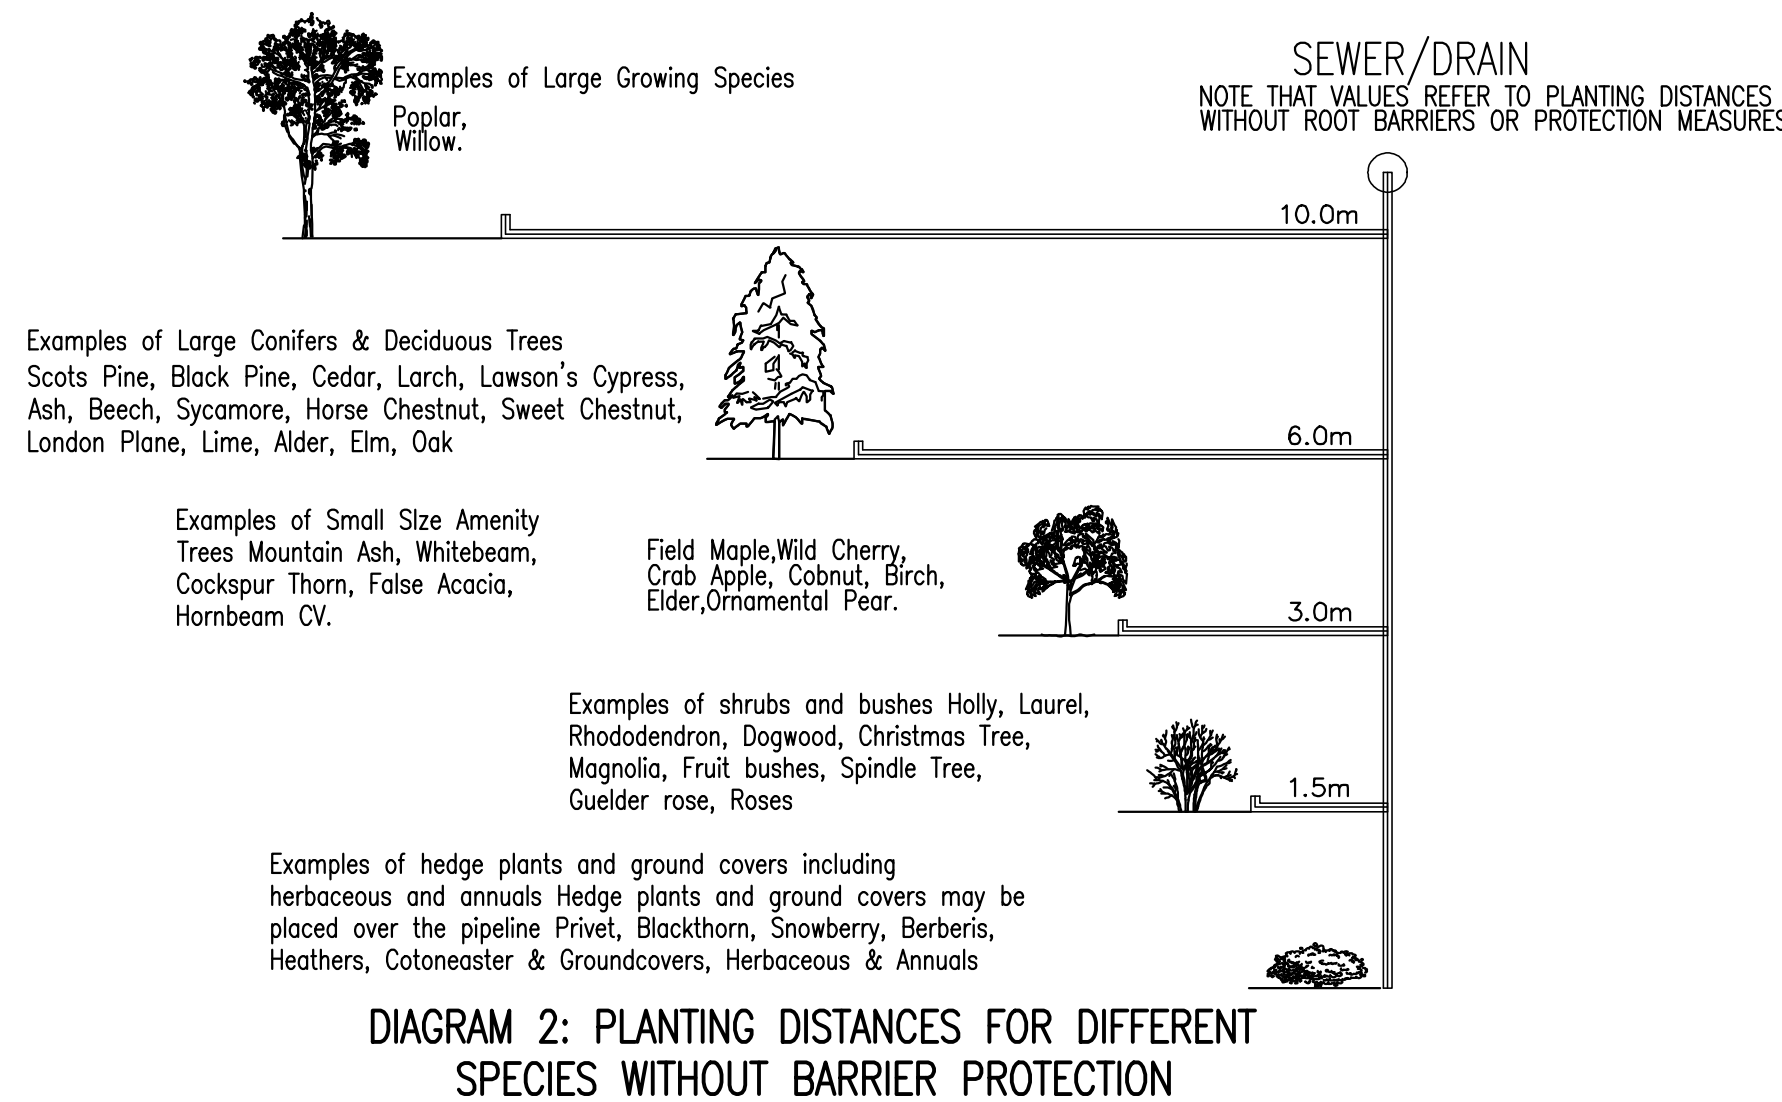 Examples of Large Growing Species
Poplar,
Willow.
SEWER/DRAIN
NOTE THAT VALUES REFER TO PLANTING DISTANCES
WITHOUT ROOT BARRIERS OR PROTECTION MEASURES
10.0m
Examples of Large Conifers & Deciduous Trees
Scots Pine, Black Pine, Cedar, Larch, Lawson's Cypress,
Ash, Beech, Sycamore, Horse Chestnut, Sweet Chestnut,
London Plane, Lime, Alder, Elm, Oak
6.0m
Examples of Small SIze Amenity
Trees Mountain Ash, Whitebeam,
Cockspur Thorn, False Acacia,
Hornbeam CV.
Field Maple,Wild Cherry,
Crab Apple, Cobnut, Birch,
Elder,Ornamental Pear.
3.0m
Examples of shrubs and bushes Holly, Laurel,
Rhododendron, Dogwood, Christmas Tree,
Magnolia, Fruit bushes, Spindle Tree,
Guelder rose, Roses
1.5m
Examples of hedge plants and ground covers including
herbaceous and annuals Hedge plants and ground covers may be
placed over the pipeline Privet, Blackthorn, Snowberry, Berberis,
Heathers, Cotoneaster & Groundcovers, Herbaceous & Annuals
DIAGRAM 2: PLANTING DISTANCES FOR DIFFERENT
SPECIES WITHOUT BARRIER PROTECTION